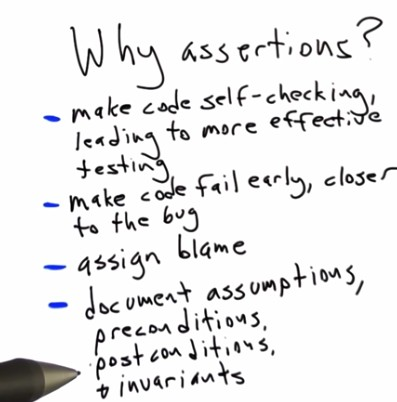 Why assertions?
- make code self-checking,
leading to more effective
testing
- make code fail early, closer
to the bug
- assign blame
- document assumptions,
preconditions,
postconditions,
+ invariants